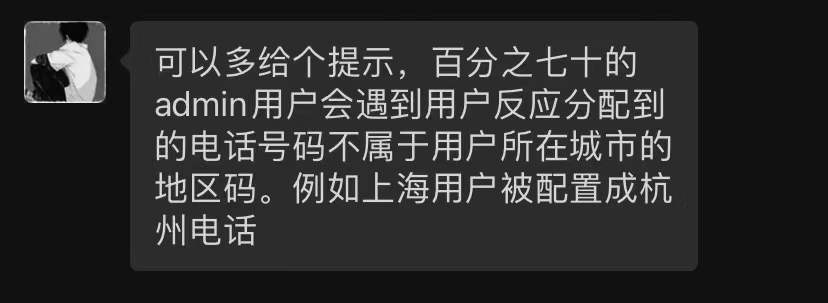 可以多给个提示，百分之七十的
admin用户会遇到用户反应分配到
的电话号码不属于用户所在城市的
地区码。例如上海用户被配置成杭
州电话